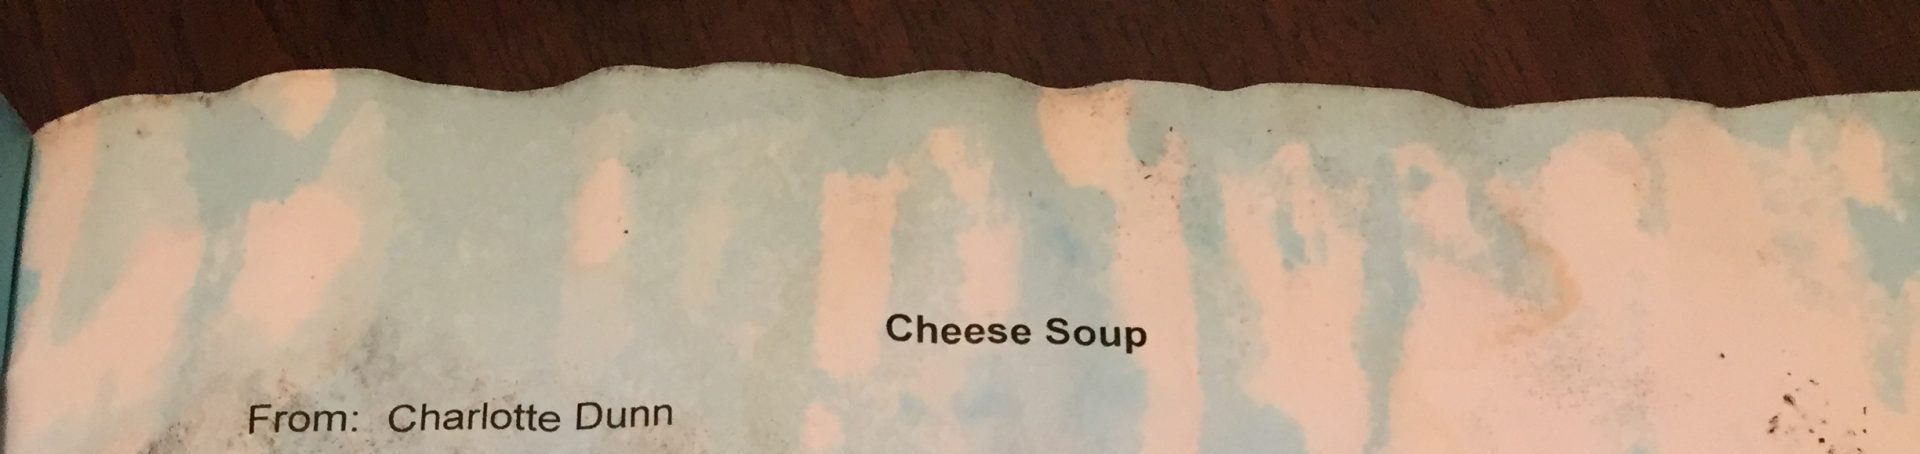 Cheese Soup
From: Charlotte Dunn